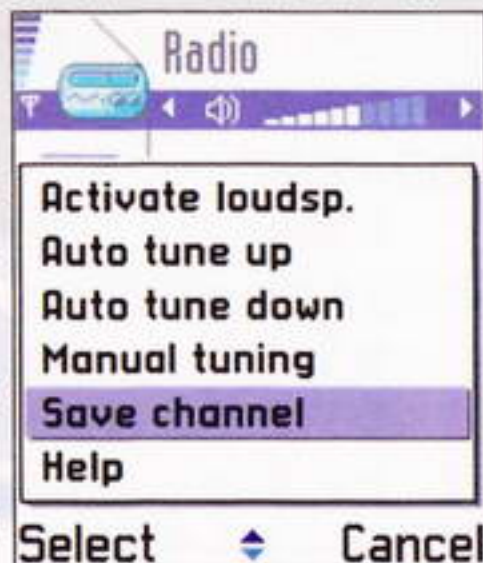 Radio
Activate loudsp.
Auto tune up
Auto tune down
Manual tuning
Save channel
Help
Select Cancel